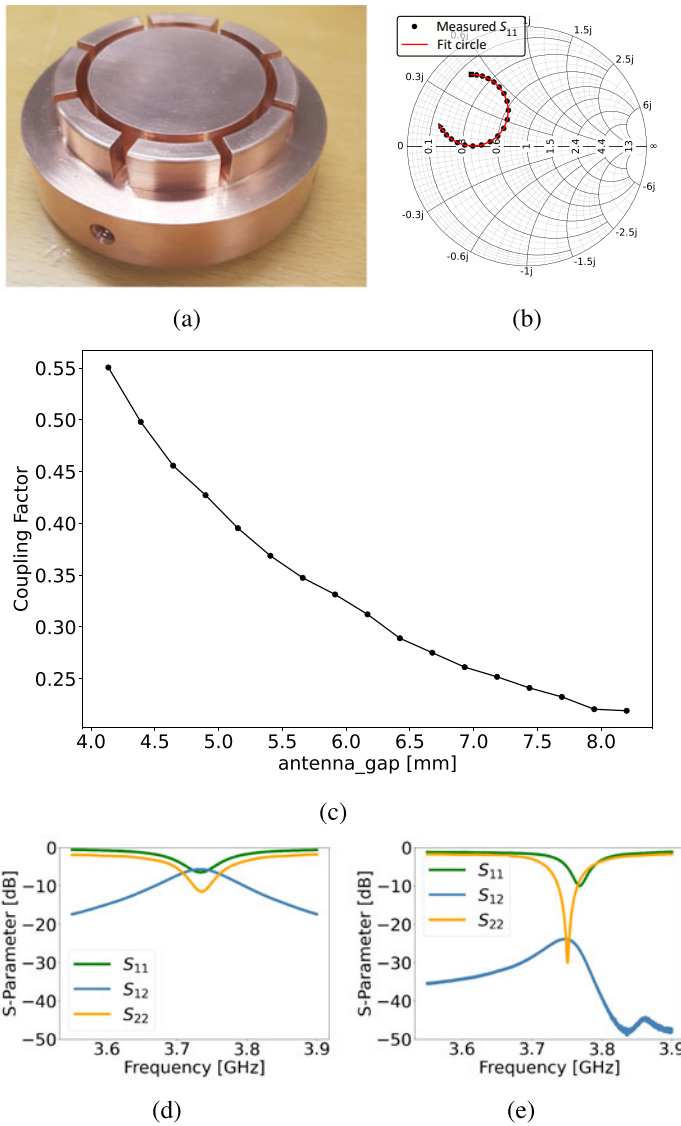 Measured S11
Fit circle
0.6j
1.5j
0.3j
2.5j
6j
0
0.1
0.6
1
1.5
2.4
4.4
13
∞
-6j
-0.3j
-2.5j
-0.6j
-1.5j
-1j
(a)
(b)
0.55
0.50
0.45
0.40
0.35
0.30
0.25
Coupling Factor
4.0 4.5 5.0 5.5 6.0 6.5 7.0 7.5 8.0
antenna_gap [mm]
(c)
0
−10
−20
−30
−40
−50
S-Parameter [dB]
S11
S12
S22
3.6 3.7 3.8 3.9
Frequency [GHz]
0
−10
−20
−30
−40
−50
S-Parameter [dB]
S11
S12
S22
3.6 3.7 3.8 3.9
Frequency [GHz]
(d)
(e)